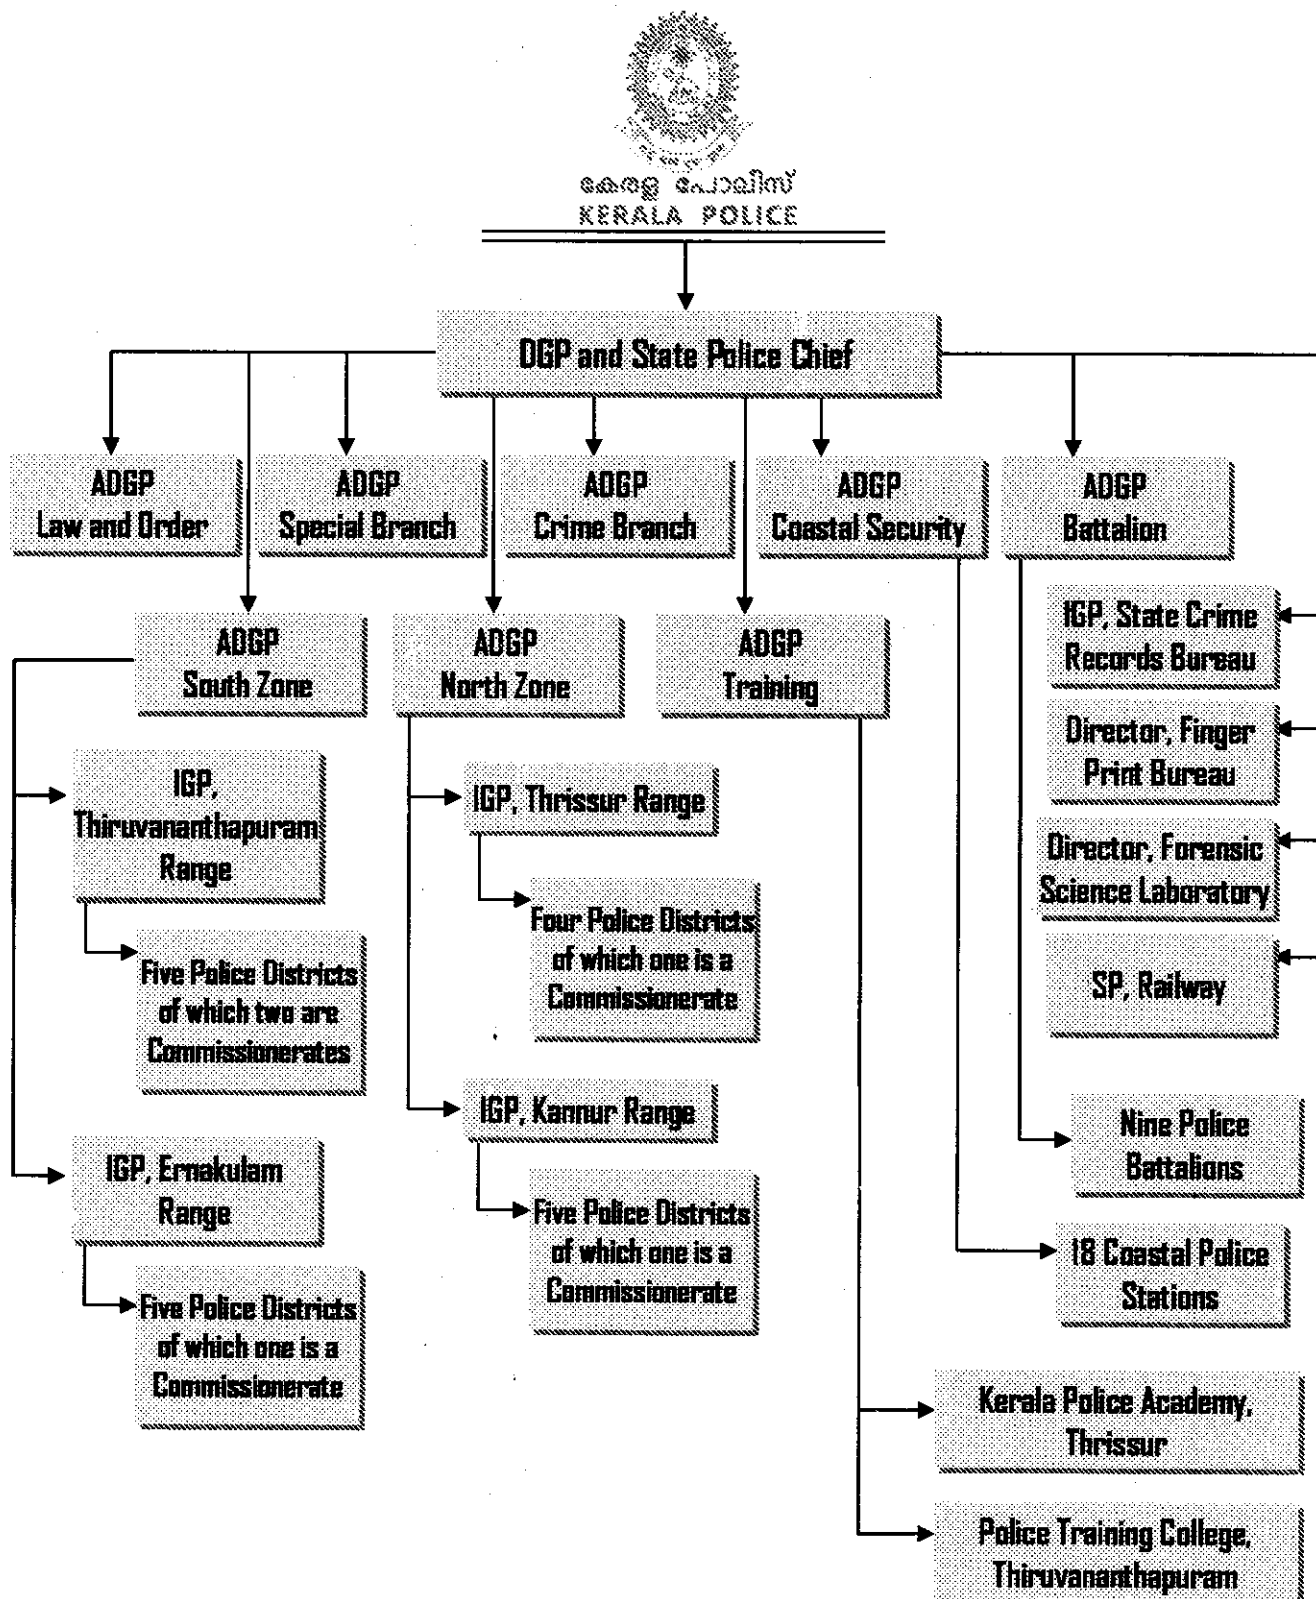 കേരള പോലീസ്
KERALA POLICE
DGP and State Police Chief
ADGP
Law and Order
ADGP
Special Branch
ADGP
Crime Branch
ADGP
Coastal Security
ADGP
Battalion
ADGP
South Zone
ADGP
North Zone
ADGP
Training
IGP, State Crime
Records Bureau
Director, Finger
Print Bureau
Director, Forensic
Science Laboratory
SP, Railway
IGP,
Thiruvananthapuram
Range
Five Police Districts
of which two are
Commissionerates
IGP, Ernakulam
Range
Five Police Districts
of which one is a
Commissionerate
IGP, Thrissur Range
Four Police Districts
of which one is a
Commissionerate
IGP, Kannur Range
Five Police Districts
of which one is a
Commissionerate
Nine Police
Battalions
18 Coastal Police
Stations
Kerala Police Academy,
Thrissur
Police Training College,
Thiruvananthapuram